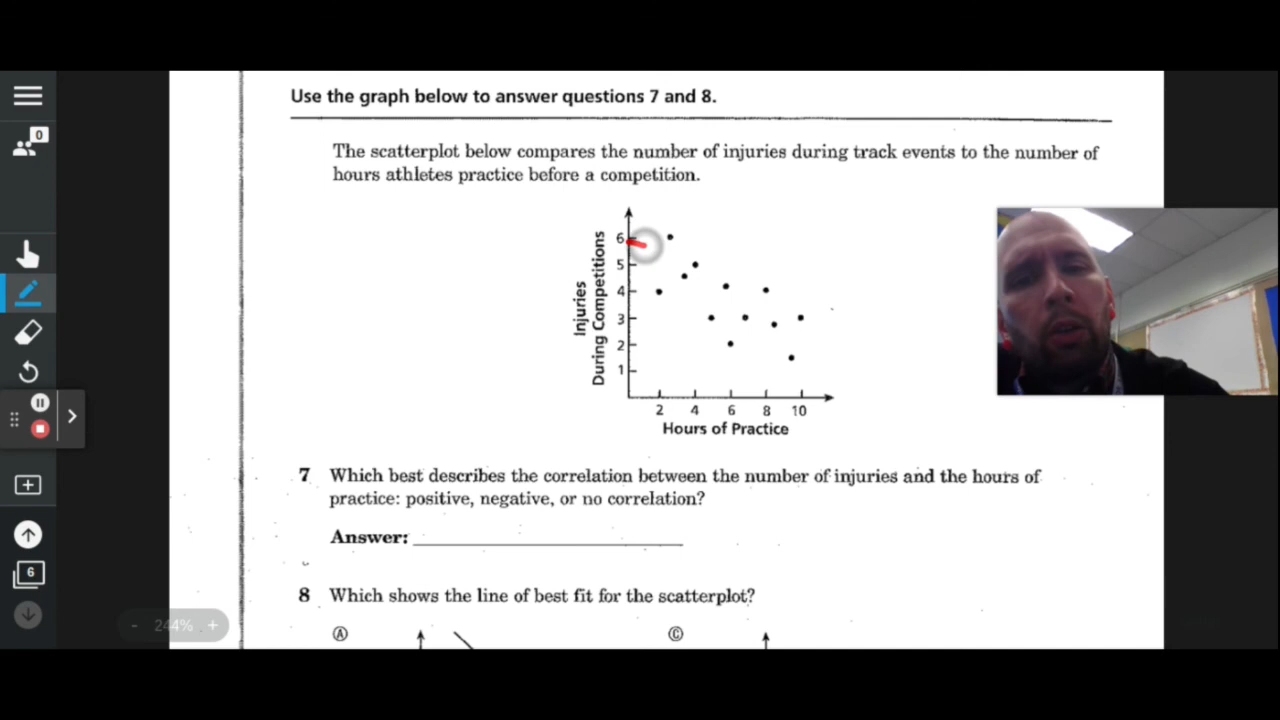 0
Use the graph below to answer questions 7 and 8.
The scatterplot below compares the number of injuries during track events to the number of
hours athletes practice before a competition.
Injuries
During Competitions
6
5
4
3
2
1
2 4 6 8 10
Hours of Practice
7 Which best describes the correlation between the number of injuries and the hours of
practice: positive, negative, or no correlation?
Answer:
8 Which shows the line of best fit for the scatterplot?
A C
6
- 244% +